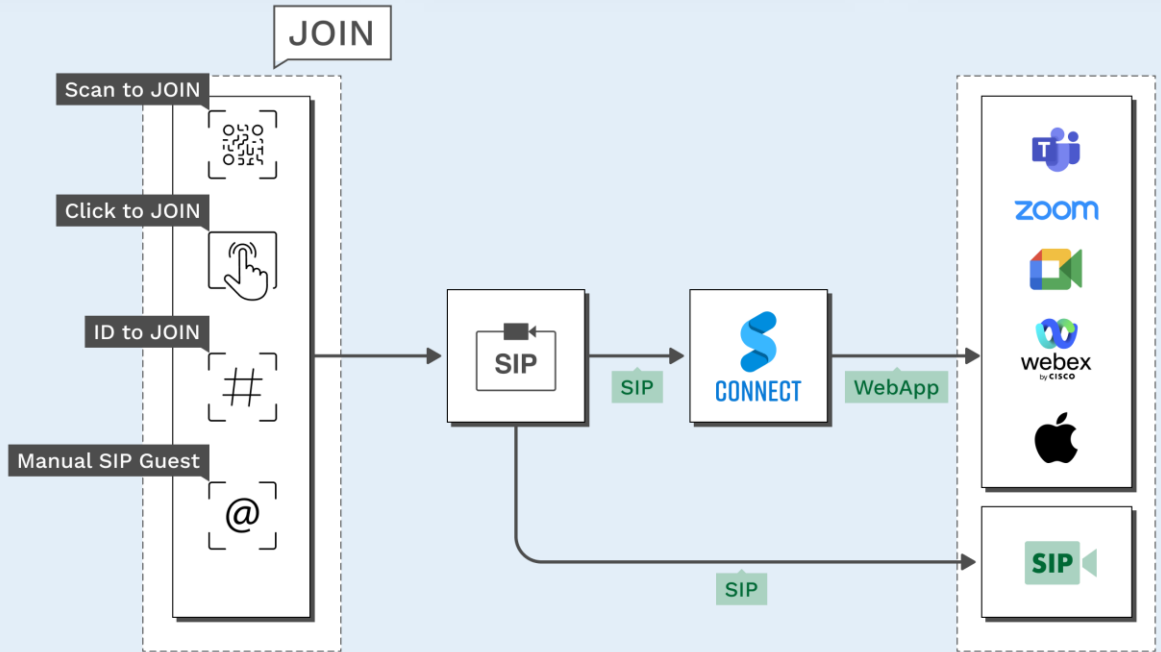 JOIN
Scan to JOIN
Click to JOIN
ID to JOIN
#
Manual SIP Guest
@
SIP
SIP
CONNECT
WebApp
T
zoom
webex
by CISCO
SIP
SIP